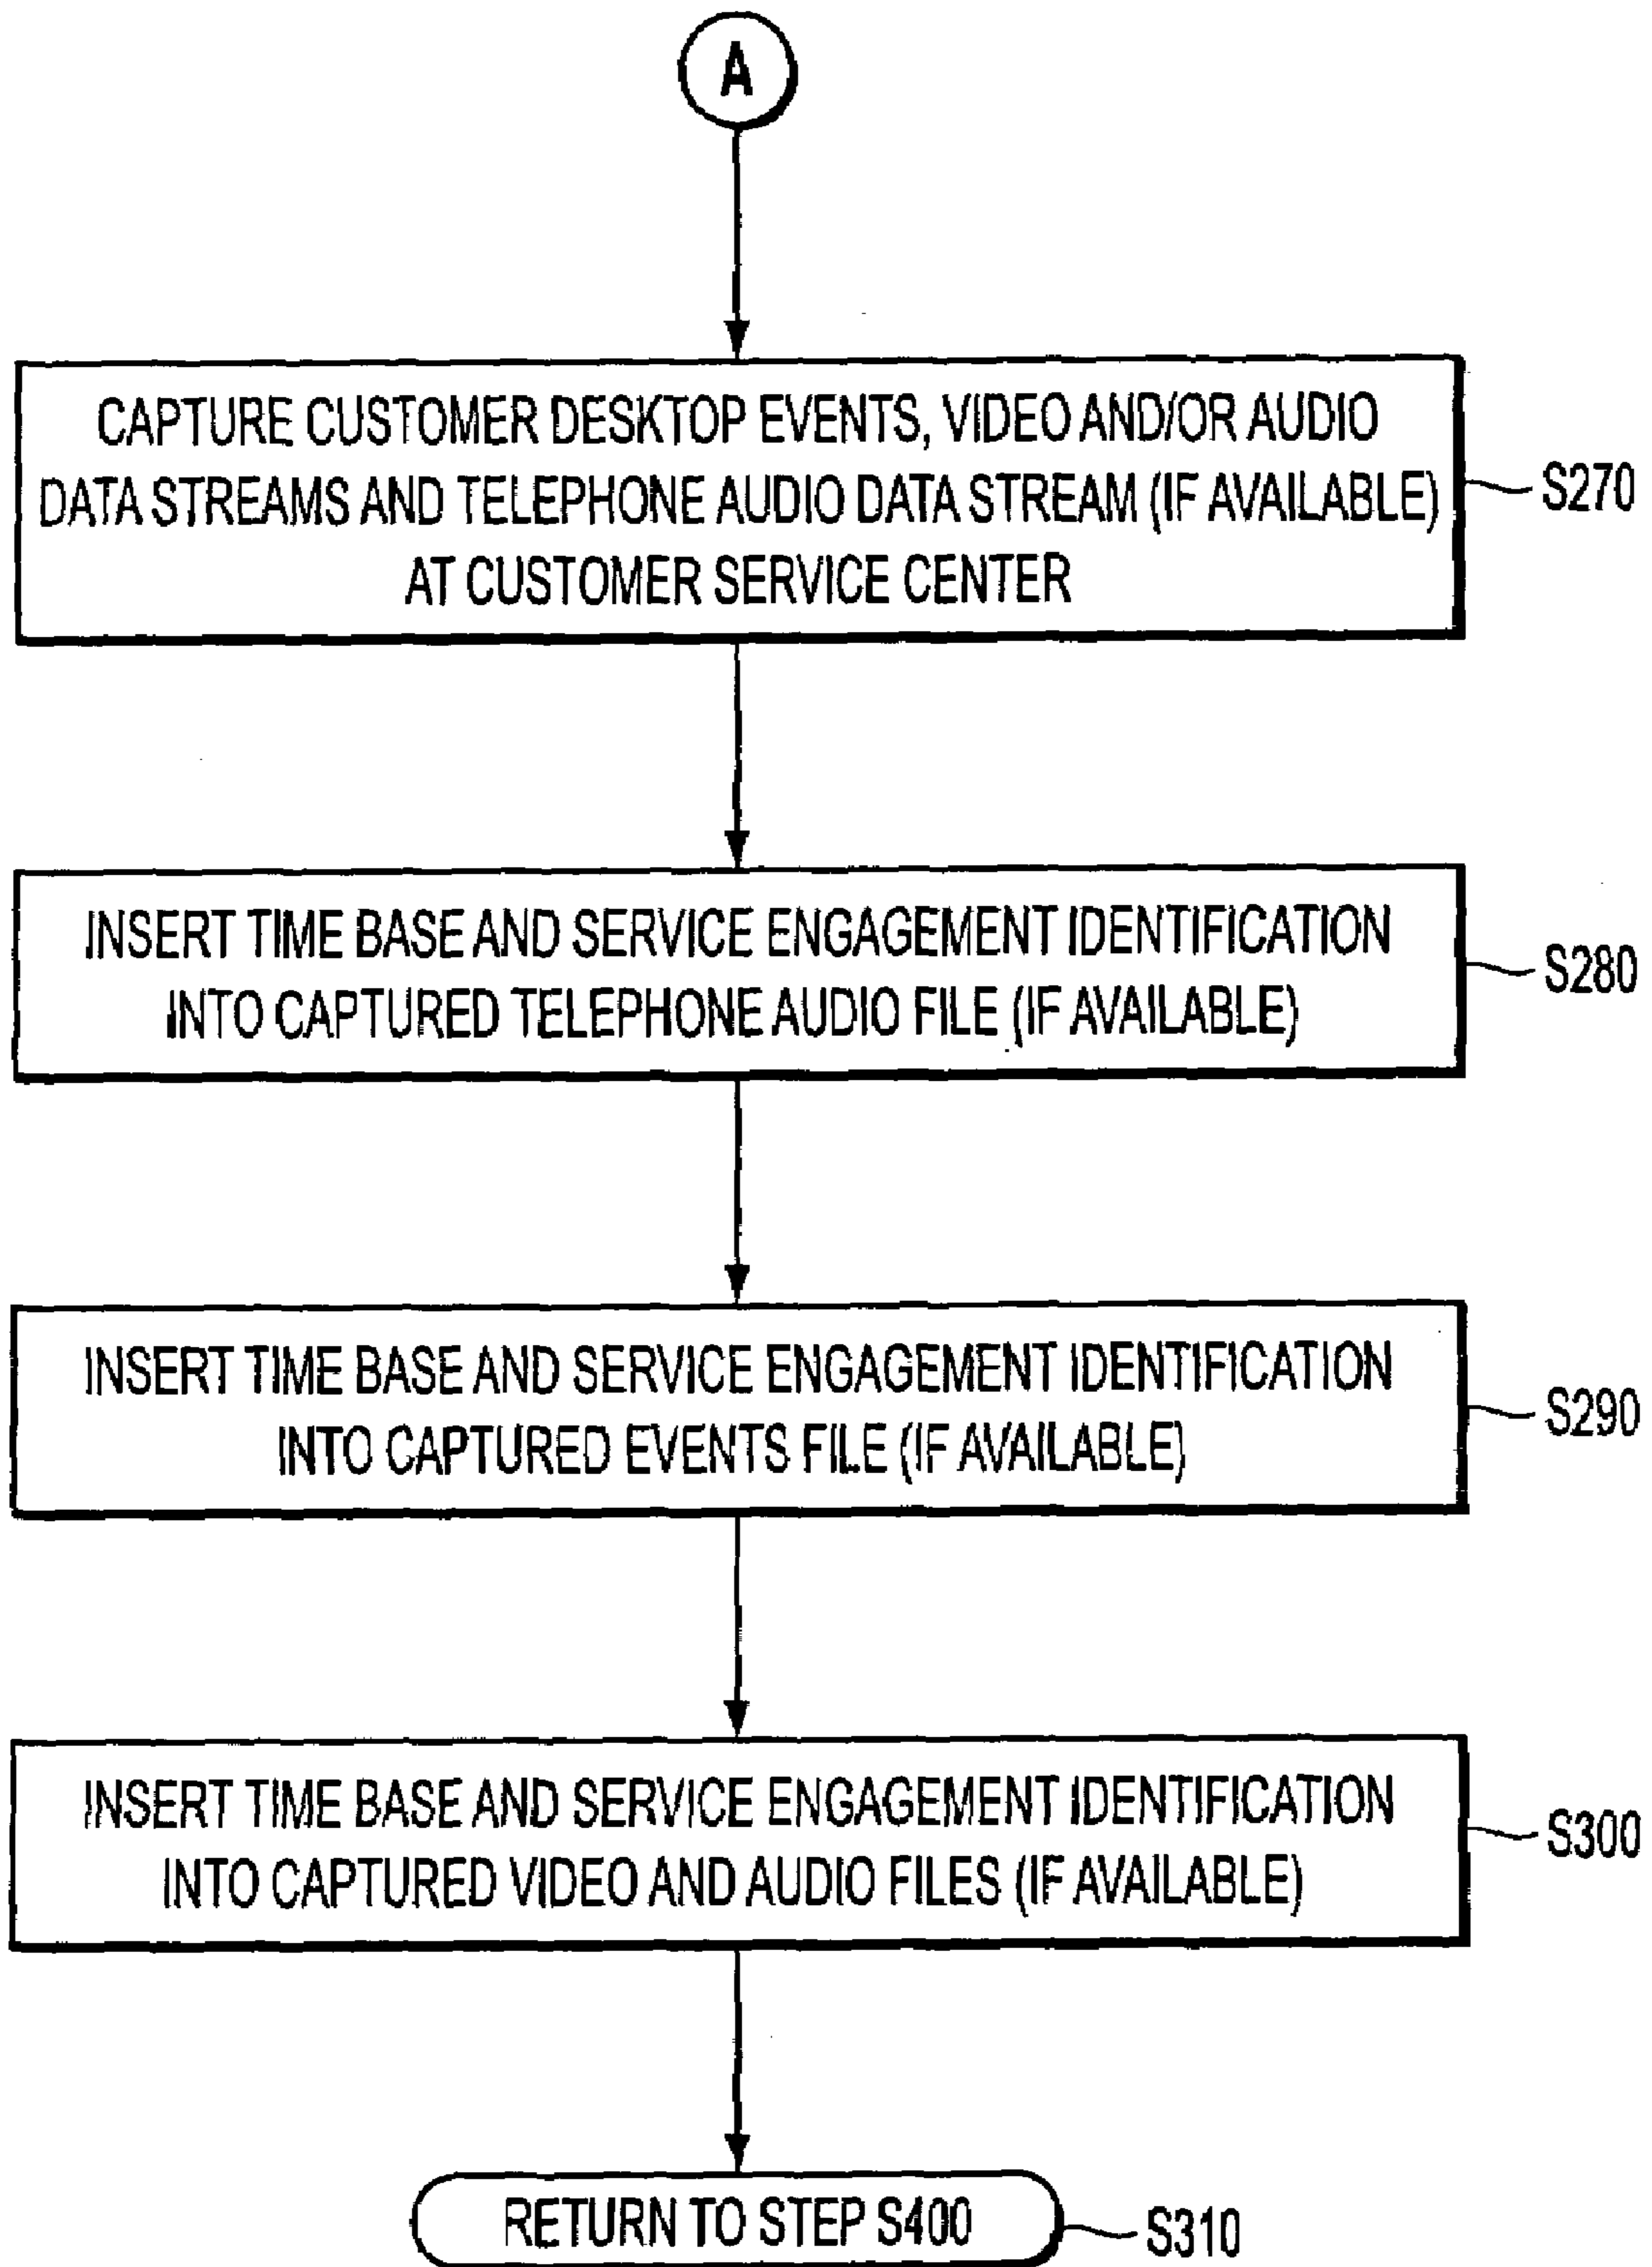 A
CAPTURE CUSTOMER DESKTOP EVENTS, VIDEO AND/OR AUDIO
DATA STREAMS AND TELEPHONE AUDIO DATA STREAM (IF AVAILABLE)
AT CUSTOMER SERVICE CENTER
S270
INSERT TIME BASE AND SERVICE ENGAGEMENT IDENTIFICATION
INTO CAPTURED TELEPHONE AUDIO FILE (IF AVAILABLE)
S280
INSERT TIME BASE AND SERVICE ENGAGEMENT IDENTIFICATION
INTO CAPTURED EVENTS FILE (IF AVAILABLE)
S290
INSERT TIME BASE AND SERVICE ENGAGEMENT IDENTIFICATION
INTO CAPTURED VIDEO AND AUDIO FILES (IF AVAILABLE)
S300
RETURN TO STEP S400
S310